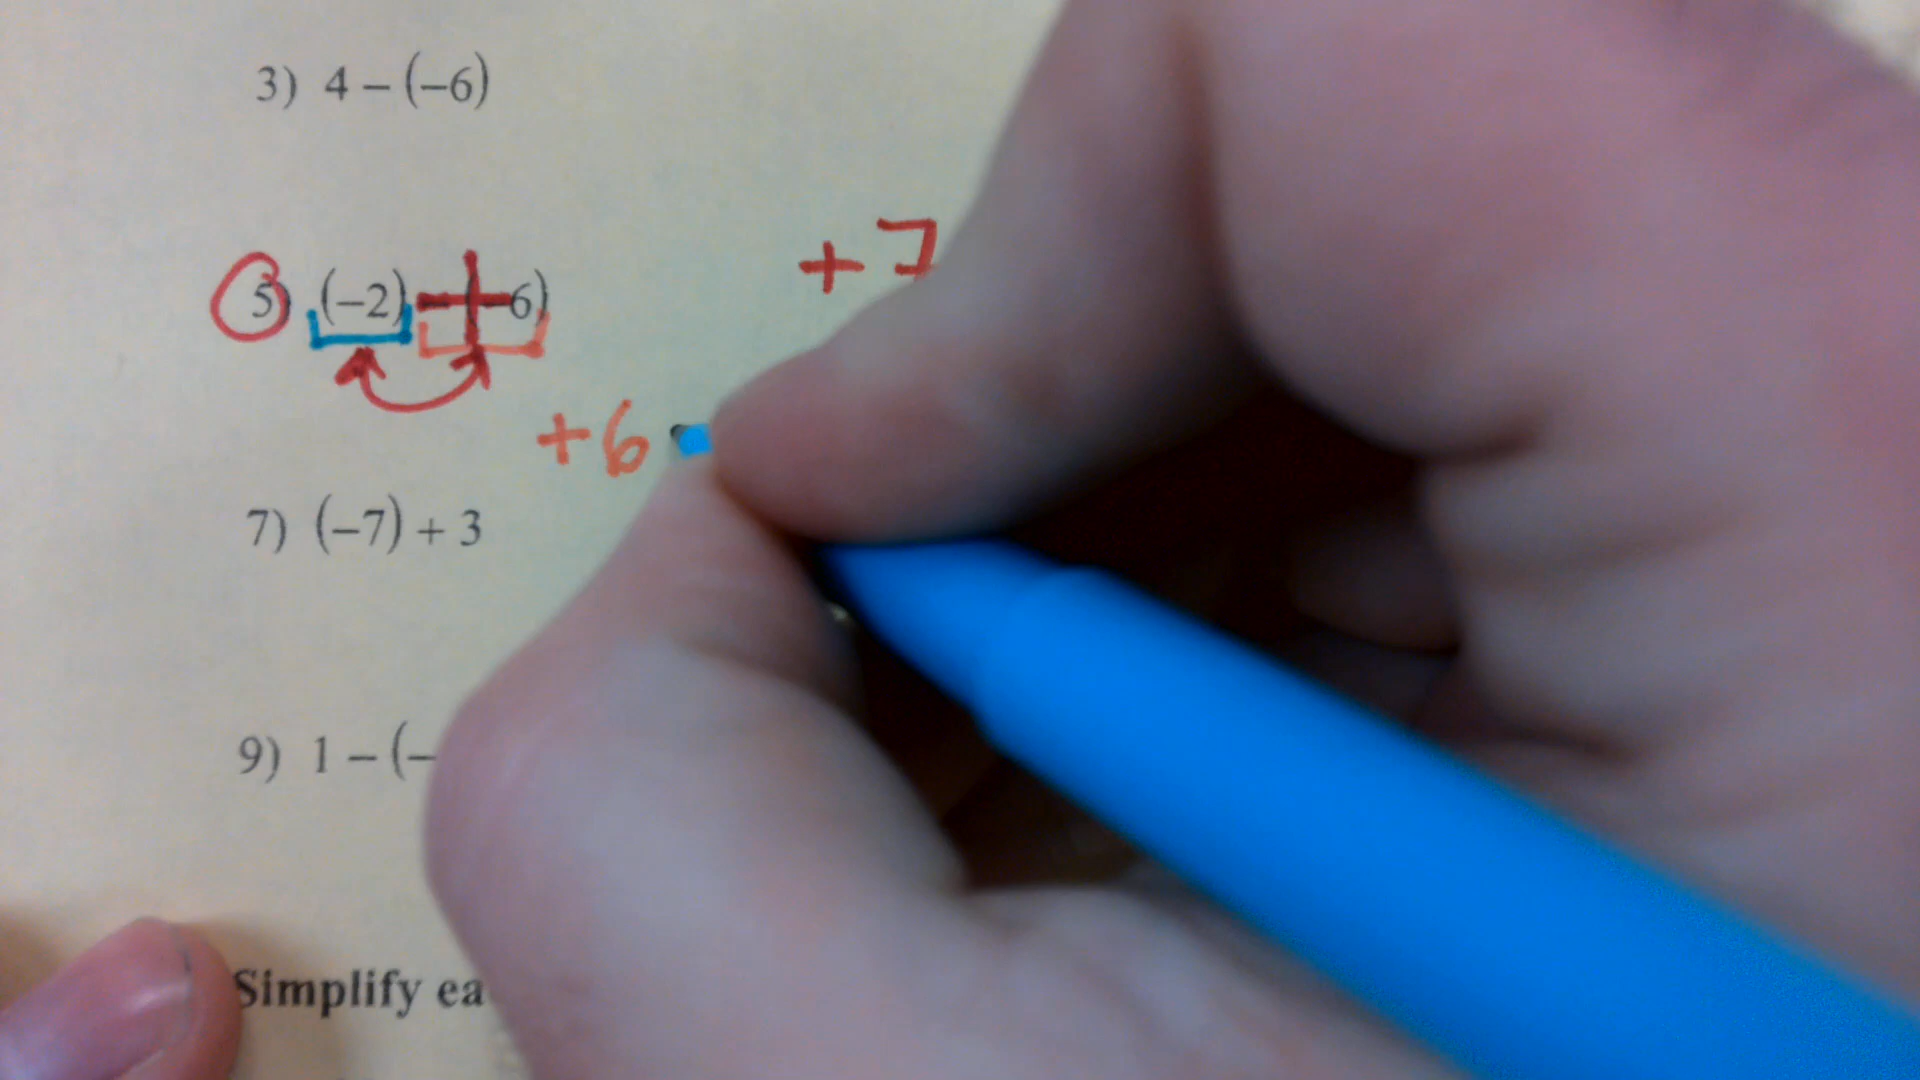 3) 4 – (–6)
+7
5) (–2) + 6)
+6
7) (–7) + 3
9) 1 – (–
Simplify ea